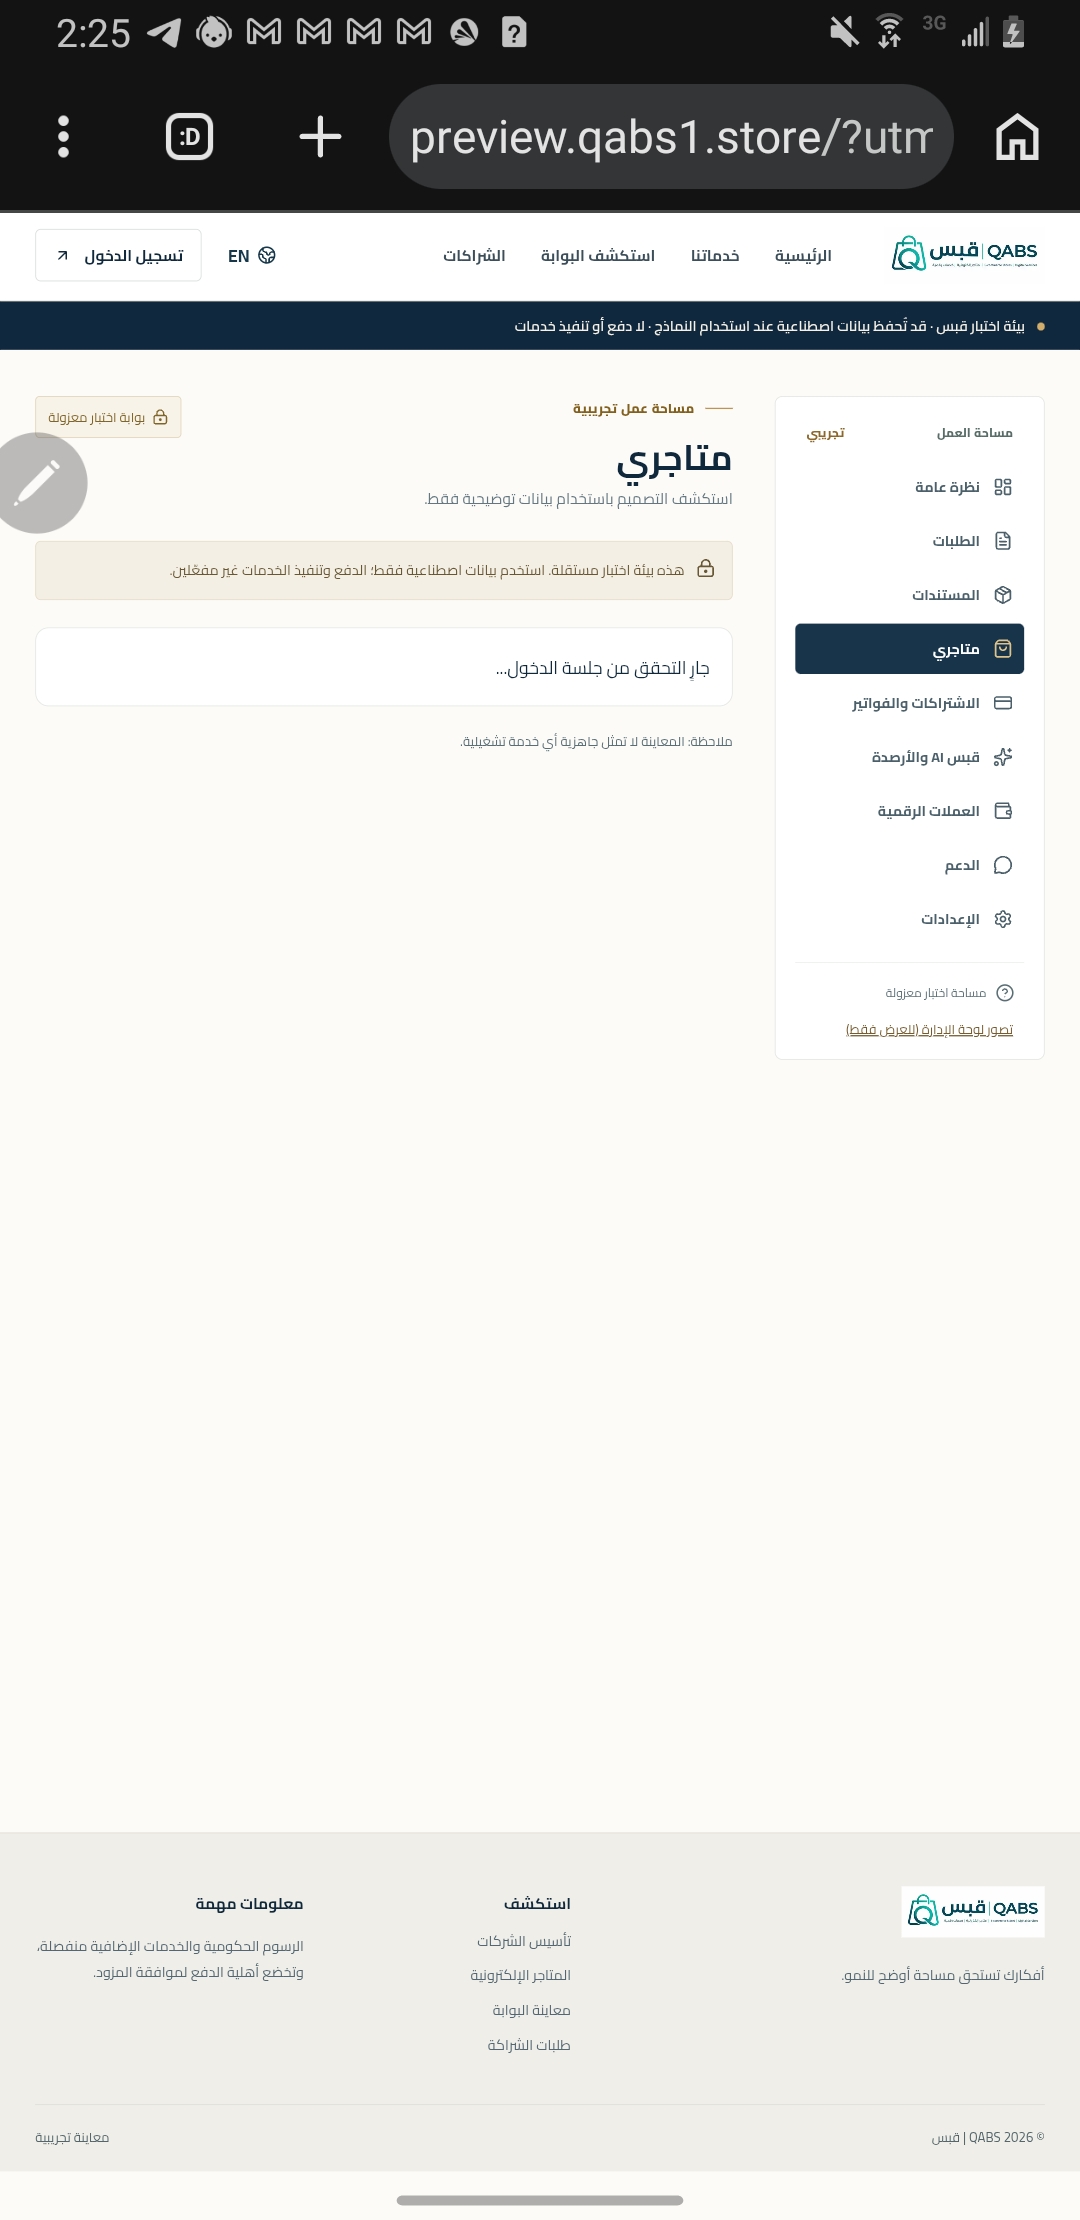 2:25
3G
:D
preview.qabs1.store/?utm
QABS | قبس
الرئيسية
خدماتنا
استكشف البوابة
الشراكات
EN
تسجيل الدخول
بيئة اختبار قبس · قد تُحفظ بيانات اصطناعية عند استخدام النماذج · لا دفع أو تنفيذ خدمات
مساحة العمل
تجريبي
نظرة عامة
الطلبات
المستندات
متاجري
الاشتراكات والفواتير
قبس AI والأرصدة
العملات الرقمية
الدعم
الإعدادات
مساحة اختبار معزولة
تصور لوحة الإدارة (للعرض فقط)
مساحة عمل تجريبية
بوابة اختبار معزولة
متاجري
استكشف التصميم باستخدام بيانات توضيحية فقط.
هذه بيئة اختبار مستقلة. استخدم بيانات اصطناعية فقط؛ الدفع وتنفيذ الخدمات غير مفعّلين.
جارٍ التحقق من جلسة الدخول...
ملاحظة: المعاينة لا تمثل جاهزية أي خدمة تشغيلية.
QABS | قبس
أفكارك تستحق مساحة أوضح للنمو.
استكشف
تأسيس الشركات
المتاجر الإلكترونية
معاينة البوابة
طلبات الشراكة
معلومات مهمة
الرسوم الحكومية والخدمات الإضافية منفصلة،
وتخضع أهلية الدفع لموافقة المزود.
© 2026 QABS | قبس
معاينة تجريبية